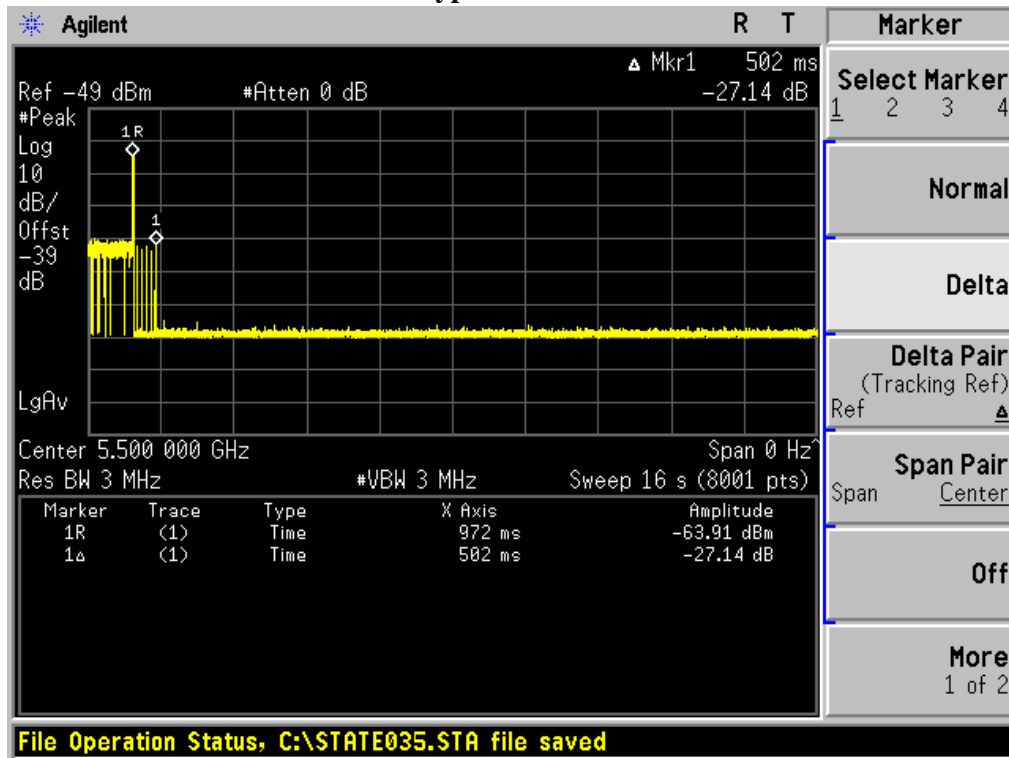 Agilent
R T
Marker
Δ Mkr1 502 ms
Ref -49 dBm #Atten 0 dB -27.14 dB
#Peak
Log
10
dB/
Offst
-39
dB
1R
1
LgAv
Center 5.500 000 GHz Span 0 Hz^
Res BW 3 MHz #VBW 3 MHz Sweep 16 s (8001 pts)
Marker Trace Type X Axis Amplitude
1R (1) Time 972 ms -63.91 dBm
1Δ (1) Time 502 ms -27.14 dB
Select Marker
1 2 3 4
Normal
Delta
Delta Pair
(Tracking Ref)
Ref Δ
Span Pair
Span Center
Off
More
1 of 2
File Operation Status, C:\STATE035.STA file saved